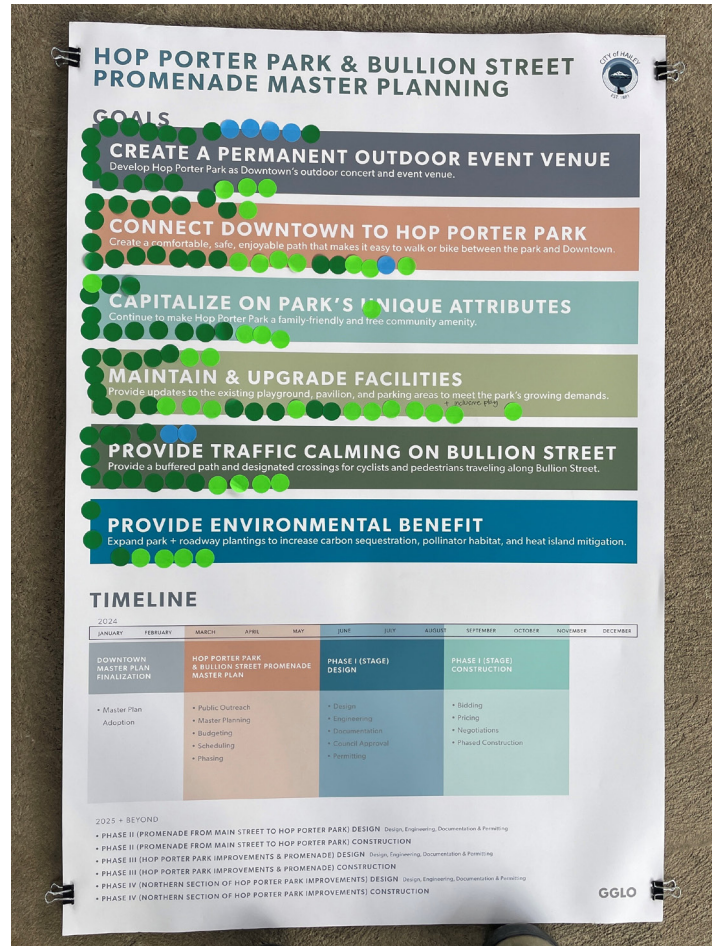 HOP PORTER PARK & BULLION STREET
PROMENADE MASTER PLANNING
CITY of HAILEY
GOALS
CREATE A PERMANENT OUTDOOR EVENT VENUE
Develop Hop Porter Park as Downtown's outdoor concert and event venue.
CONNECT DOWNTOWN TO HOP PORTER PARK
Create a comfortable, safe, enjoyable path that makes it easy to walk or bike between the park and Downtown.
CAPITALIZE ON PARK'S UNIQUE ATTRIBUTES
Continue to make Hop Porter Park a family-friendly and free community amenity.
MAINTAIN & UPGRADE FACILITIES
Provide updates to the existing playground, pavilion, and parking areas to meet the park's growing demands.
+ inclusive play
PROVIDE TRAFFIC CALMING ON BULLION STREET
Provide a buffered path and designated crossings for cyclists and pedestrians traveling along Bullion Street.
PROVIDE ENVIRONMENTAL BENEFIT
Expand park + roadway plantings to increase carbon sequestration, pollinator habitat, and heat island mitigation.
TIMELINE
2024
JANUARY FEBRUARY MARCH APRIL MAY JUNE JULY AUGUST SEPTEMBER OCTOBER NOVEMBER DECEMBER
DOWNTOWN
MASTER PLAN
FINALIZATION
• Master Plan
Adoption
HOP PORTER PARK
& BULLION STREET PROMENADE
MASTER PLAN
• Public Outreach
• Master Planning
• Budgeting
• Scheduling
• Phasing
PHASE I (STAGE)
DESIGN
• Design
• Engineering
• Documentation
• Council Approval
• Permitting
PHASE I (STAGE)
CONSTRUCTION
• Bidding
• Pricing
• Negotiations
• Phased Construction
2025 + BEYOND
• PHASE II (PROMENADE FROM MAIN STREET TO HOP PORTER PARK) DESIGN Design, Engineering, Documentation & Permitting
• PHASE II (PROMENADE FROM MAIN STREET TO HOP PORTER PARK) CONSTRUCTION
• PHASE III (HOP PORTER PARK IMPROVEMENTS & PROMENADE) DESIGN Design, Engineering, Documentation & Permitting
• PHASE III (HOP PORTER PARK IMPROVEMENTS & PROMENADE) CONSTRUCTION
• PHASE IV (NORTHERN SECTION OF HOP PORTER PARK IMPROVEMENTS) DESIGN Design, Engineering, Documentation & Permitting
• PHASE IV (NORTHERN SECTION OF HOP PORTER PARK IMPROVEMENTS) CONSTRUCTION
GGLO